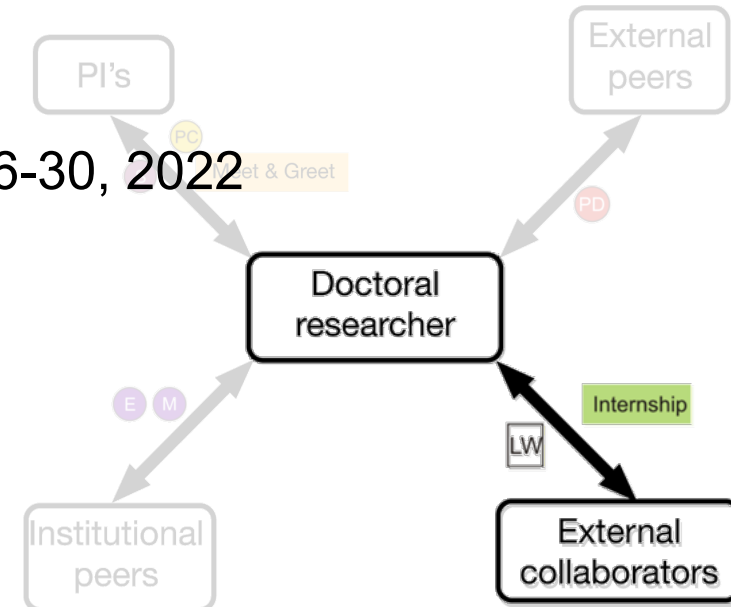 External
peers
PI's
PC
6-30, 2022
Meet & Greet
PD
Doctoral
researcher
E M
Internship
LW
Institutional
peers
External
collaborators